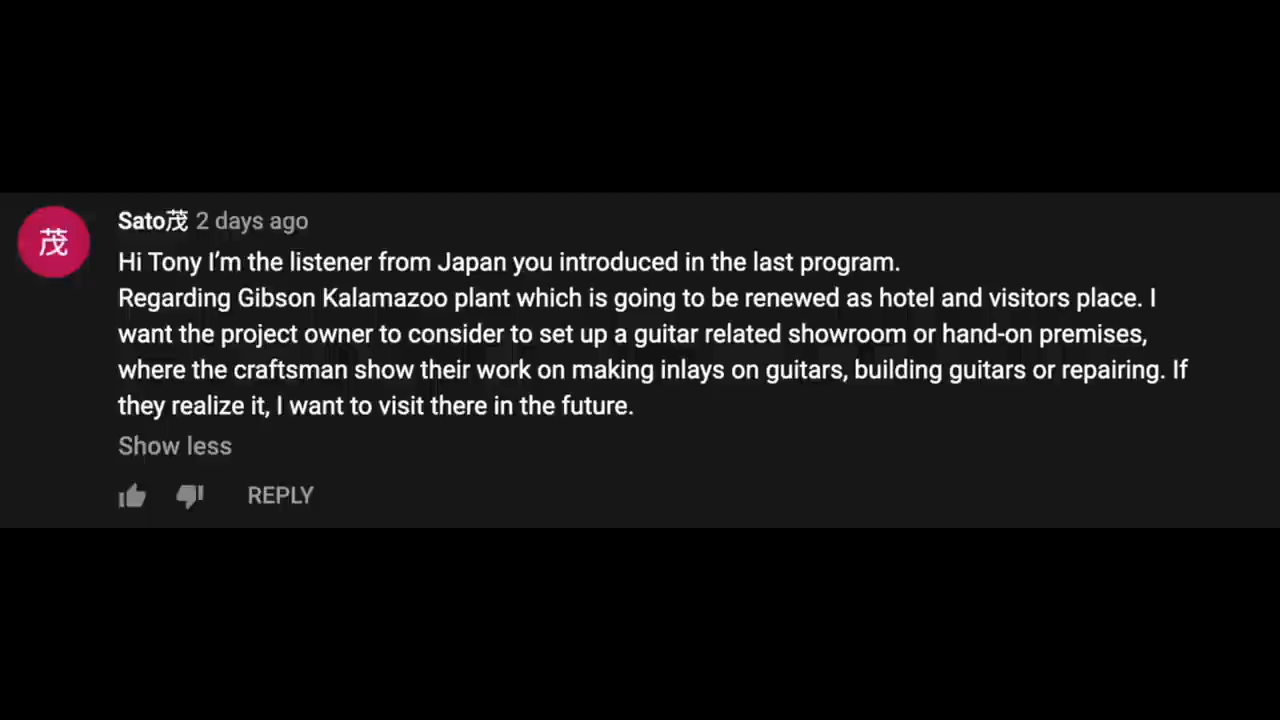 茂
Sato茂 2 days ago
Hi Tony I’m the listener from Japan you introduced in the last program.
Regarding Gibson Kalamazoo plant which is going to be renewed as hotel and visitors place. I
want the project owner to consider to set up a guitar related showroom or hand-on premises,
where the craftsman show their work on making inlays on guitars, building guitars or repairing. If
they realize it, I want to visit there in the future.
Show less
REPLY